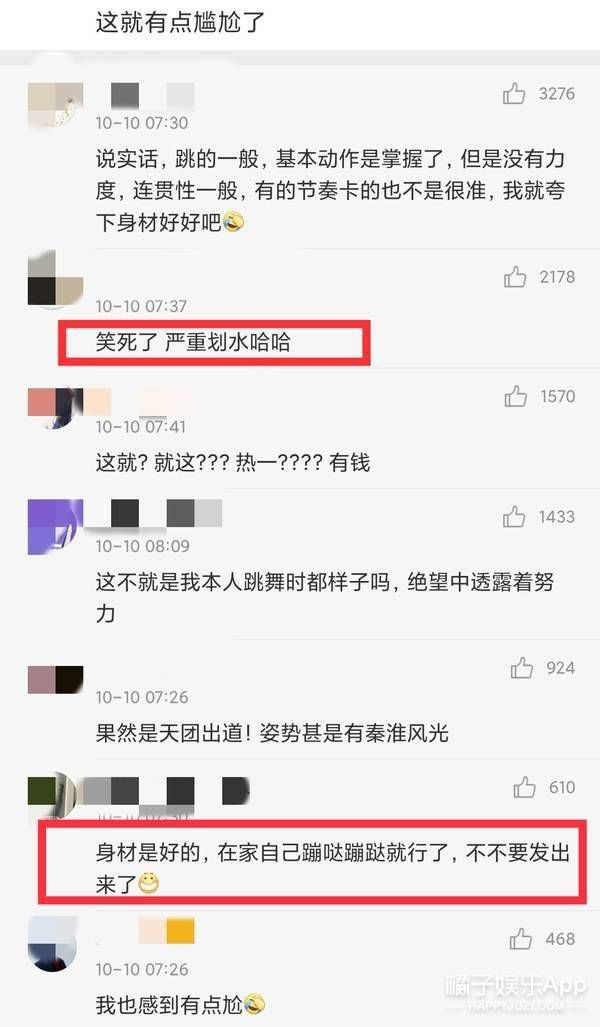 这就有点尴尬了
3276
10-10 07:30
说实话，跳的一般，基本动作是掌握了，但是没有力
度，连贯性一般，有的节奏卡的也不是很准，我就夸
下身材好好吧🤣
2178
10-10 07:37
笑死了 严重划水哈哈
1570
10-10 07:41
这就? 就这??? 热一???? 有钱
1433
10-10 08:09
这不就是我本人跳舞时都样子吗，绝望中透露着努
力
924
10-10 07:26
果然是天团出道! 姿势甚是有秦淮风光
610
10-10 07:30
身材是好的，在家自己蹦哒蹦跶就行了，不不要发出
来了😁
468
10-10 07:26
我也感到有点尬🤣
橘子娱乐App
HAPPYJUZI.COM